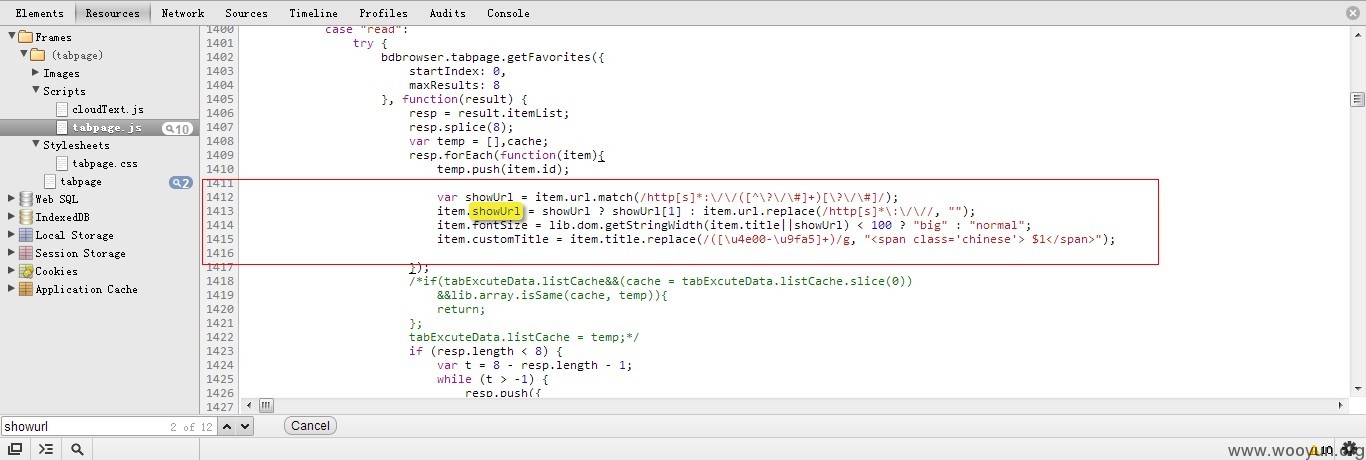 Elements Resources Network Sources Timeline Profiles Audits Console
Frames
(tabpage)
Images
Scripts
cloudText.js
tabpage.js 10
Stylesheets
tabpage.css
tabpage 2
Web SQL
IndexedDB
Local Storage
Session Storage
Cookies
Application Cache
1400 case "read":
1401 try {
1402 bdbrowser.tabpage.getFavorites({
1403 startIndex: 0,
1404 maxResults: 8
1405 }, function(result) {
1406 resp = result.itemList;
1407 resp.splice(8);
1408 var temp = [],cache;
1409 resp.forEach(function(item){
1410 temp.push(item.id);
1411
1412 var showUrl = item.url.match(/http[s]*:\/\/([^\?\/\#]+)[\?\/\#]/);
1413 item.showUrl = showUrl ? showUrl[1] : item.url.replace(/http[s]*\:\/\//, "");
1414 item.fontSize = lib.dom.getStringWidth(item.title||showUrl) < 100 ? "big" : "normal";
1415 item.customTitle = item.title.replace(/([\u4e00-\u9fa5]+)/g, "<span class='chinese'> $1</span>");
1416
1417 });
1418 /*if(tabExcuteData.listCache&&(cache = tabExcuteData.listCache.slice(0))
1419 &&lib.array.isSame(cache, temp)){
1420 return;
1421 };
1422 tabExcuteData.listCache = temp;*/
1423 if (resp.length < 8) {
1424 var t = 8 - resp.length - 1;
1425 while (t > -1) {
1426 resp.push({
1427
showurl 2 of 12 Cancel
10
www.wooyun.org